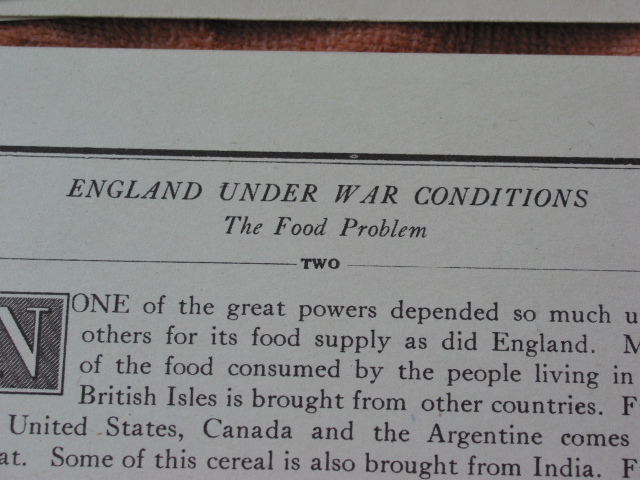 ENGLAND UNDER WAR CONDITIONS
The Food Problem
TWO
NONE of the great powers depended so much
others for its food supply as did England.
of the food consumed by the people living in
British Isles is brought from other countries.
United States, Canada and the Argentine comes
Some of this cereal is also brought from India.